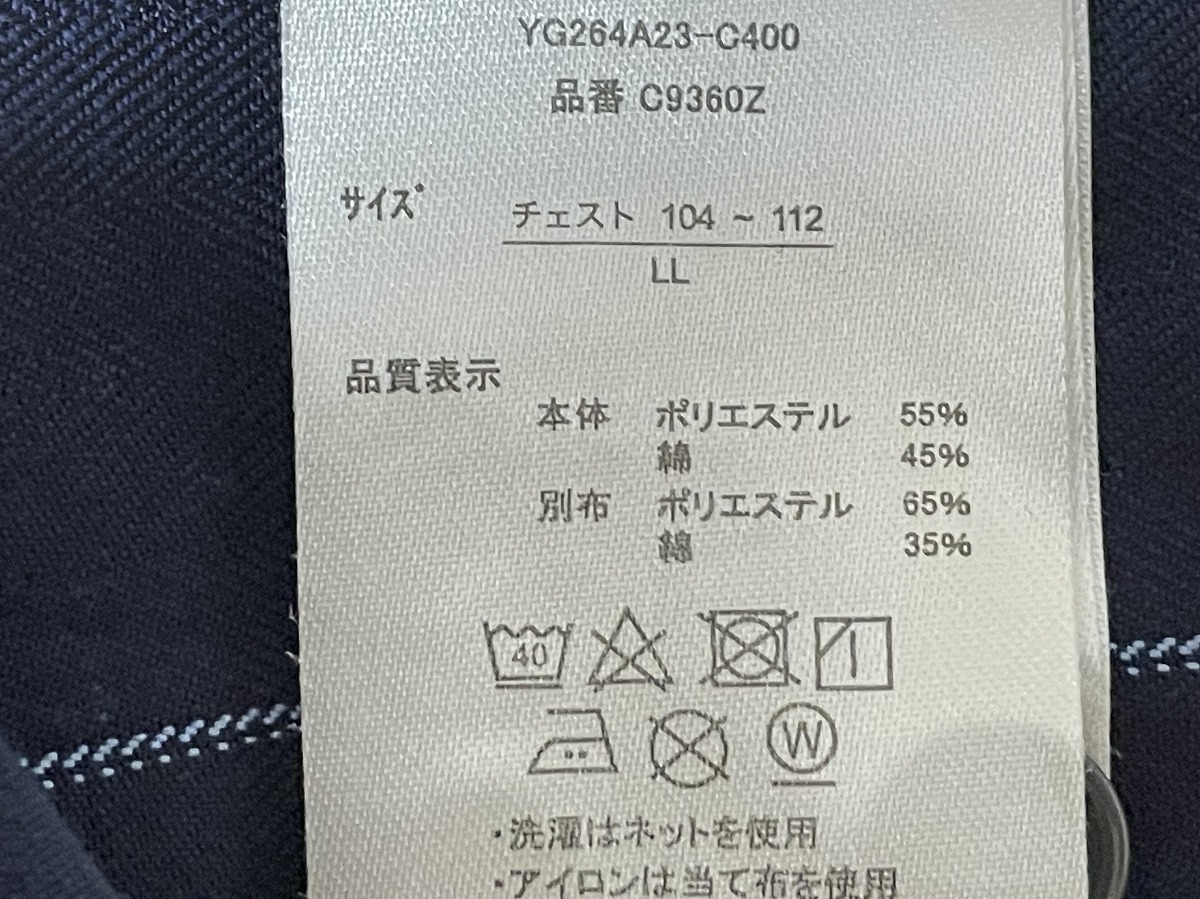 YG264A23-C400
品番 C9360Z
サイズ チェスト 104 ~ 112
LL
品質表示
本体 ポリエステル 55%
綿 45%
別布 ポリエステル 65%
綿 35%
40
W
・洗濯はネットを使用
・アイロンは当て布を使用